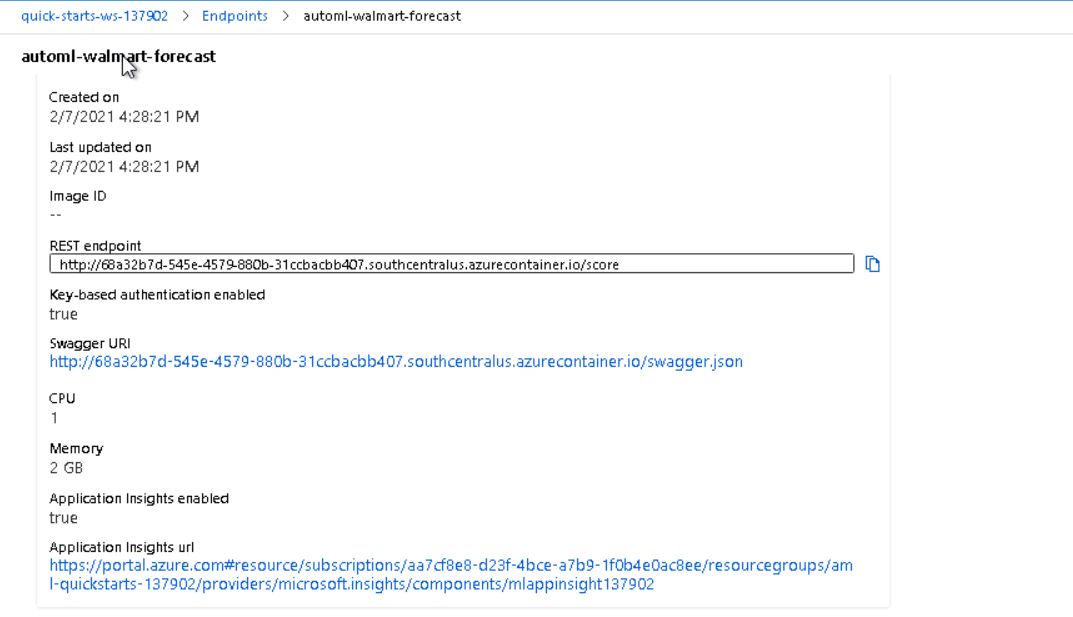 quick-starts-ws-137902 > Endpoints > automl-walmart-forecast
automl-walmart-forecast
Created on
2/7/2021 4:28:21 PM
Last updated on
2/7/2021 4:28:21 PM
Image ID
--
REST endpoint
http://68a32b7d-545e-4579-880b-31ccbacbb407.southcentralus.azurecontainer.io/score
Key-based authentication enabled
true
Swagger URI
http://68a32b7d-545e-4579-880b-31ccbacbb407.southcentralus.azurecontainer.io/swagger.json
CPU
1
Memory
2 GB
Application Insights enabled
true
Application Insights url
https://portal.azure.com#resource/subscriptions/aa7cf8e8-d23f-4bce-a7b9-1f0b4e0ac8ee/resourcegroups/am
l-quickstarts-137902/providers/microsoft.insights/components/mlappinsight137902